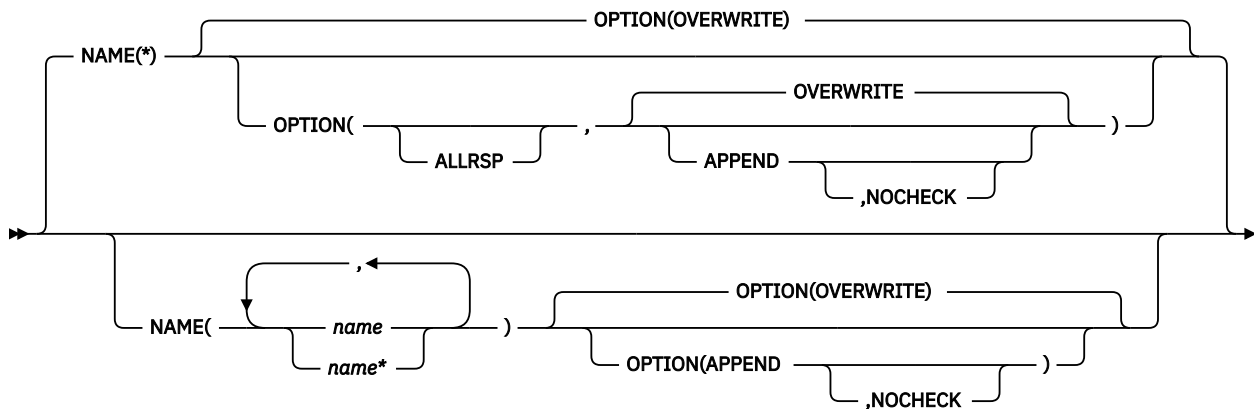 OPTION(OVERWRITE)
NAME(*)
OVERWRITE
OPTION( , )
ALLRSP APPEND
,NOCHECK
,
OPTION(OVERWRITE)
NAME( name )
name* OPTION(APPEND )
,NOCHECK